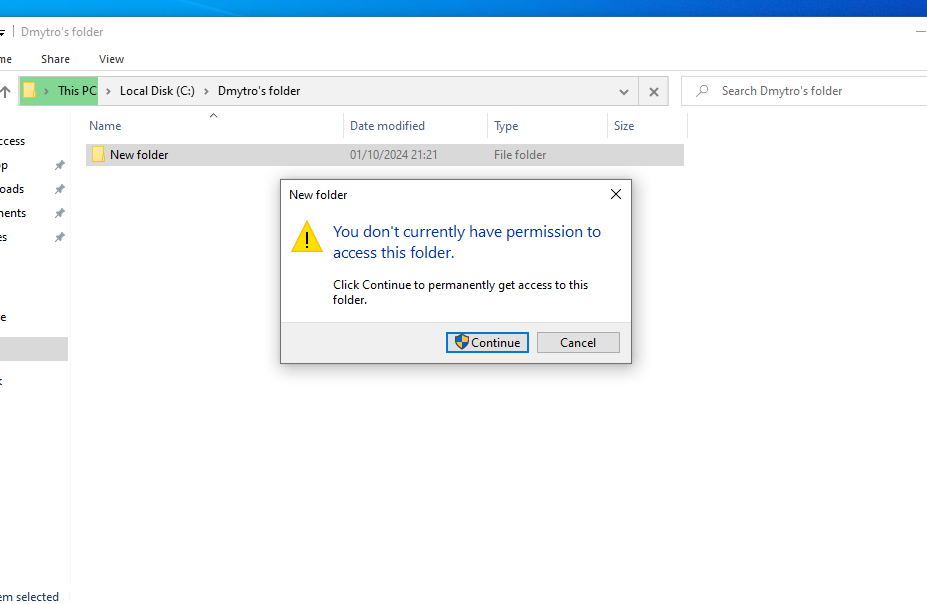 Dmytro's folder
me
Share
View
This PC
Local Disk (C:)
Dmytro's folder
Search Dmytro's folder
Name
Date modified
Type
Size
ccess
p
oads
ments
es
e
New folder
01/10/2024 21:21
File folder
New folder
You don't currently have permission to
access this folder.
Click Continue to permanently get access to this
folder.
Continue
Cancel
em selected